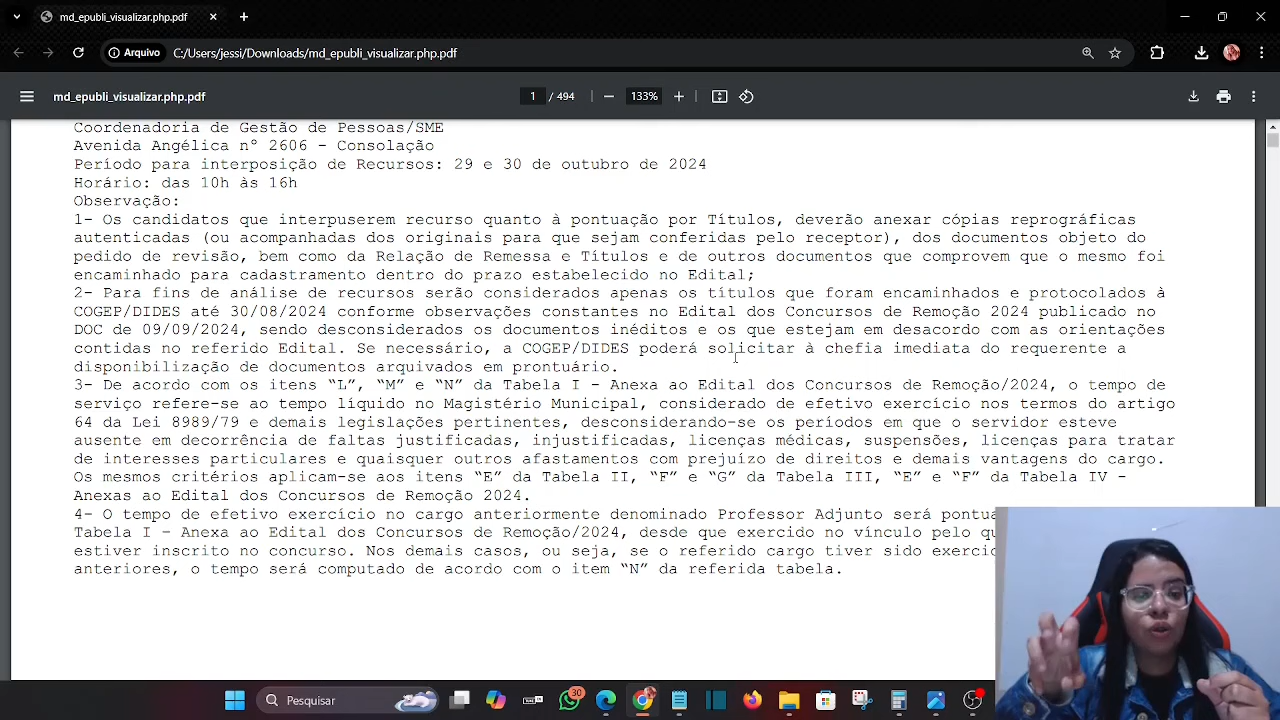 md_epubli_visualizar.php.pdf
Arquivo
C:/Users/jessi/Downloads/md_epubli_visualizar.php.pdf
md_epubli_visualizar.php.pdf
1 / 494
133%
Coordenadoria de Gestão de Pessoas/SME
Avenida Angélica nº 2606 - Consolação
Período para interposição de Recursos: 29 e 30 de outubro de 2024
Horário: das 10h às 16h
Observação:
1- Os candidatos que interpuserem recurso quanto à pontuação por Títulos, deverão anexar cópias reprográficas
autenticadas (ou acompanhadas dos originais para que sejam conferidas pelo receptor), dos documentos objeto do
pedido de revisão, bem como da Relação de Remessa e Títulos e de outros documentos que comprovem que o mesmo foi
encaminhado para cadastramento dentro do prazo estabelecido no Edital;
2- Para fins de análise de recursos serão considerados apenas os títulos que foram encaminhados e protocolados à
COGEP/DIDES até 30/08/2024 conforme observações constantes no Edital dos Concursos de Remoção 2024 publicado no
DOC de 09/09/2024, sendo desconsiderados os documentos inéditos e os que estejam em desacordo com as orientações
contidas no referido Edital. Se necessário, a COGEP/DIDES poderá solicitar à chefia imediata do requerente a
disponibilização de documentos arquivados em prontuário.
3- De acordo com os itens “L”, “M” e “N” da Tabela I - Anexa ao Edital dos Concursos de Remoção/2024, o tempo de
serviço refere-se ao tempo líquido no Magistério Municipal, considerado de efetivo exercício nos termos do artigo
64 da Lei 8989/79 e demais legislações pertinentes, desconsiderando-se os períodos em que o servidor esteve
ausente em decorrência de faltas justificadas, injustificadas, licenças médicas, suspensões, licenças para tratar
de interesses particulares e quaisquer outros afastamentos com prejuízo de direitos e demais vantagens do cargo.
Os mesmos critérios aplicam-se aos itens “E” da Tabela II, “F” e “G” da Tabela III, “E” e “F” da Tabela IV -
Anexas ao Edital dos Concursos de Remoção 2024.
4- O tempo de efetivo exercício no cargo anteriormente denominado Professor Adjunto será
Tabela I - Anexa ao Edital dos Concursos de Remoção/2024, desde que exercido no vínculo pelo
estiver inscrito no concurso. Nos demais casos, ou seja, se o referido cargo tiver sido
anteriores, o tempo será computado de acordo com o item “N” da referida tabela.
Pesquisar
30